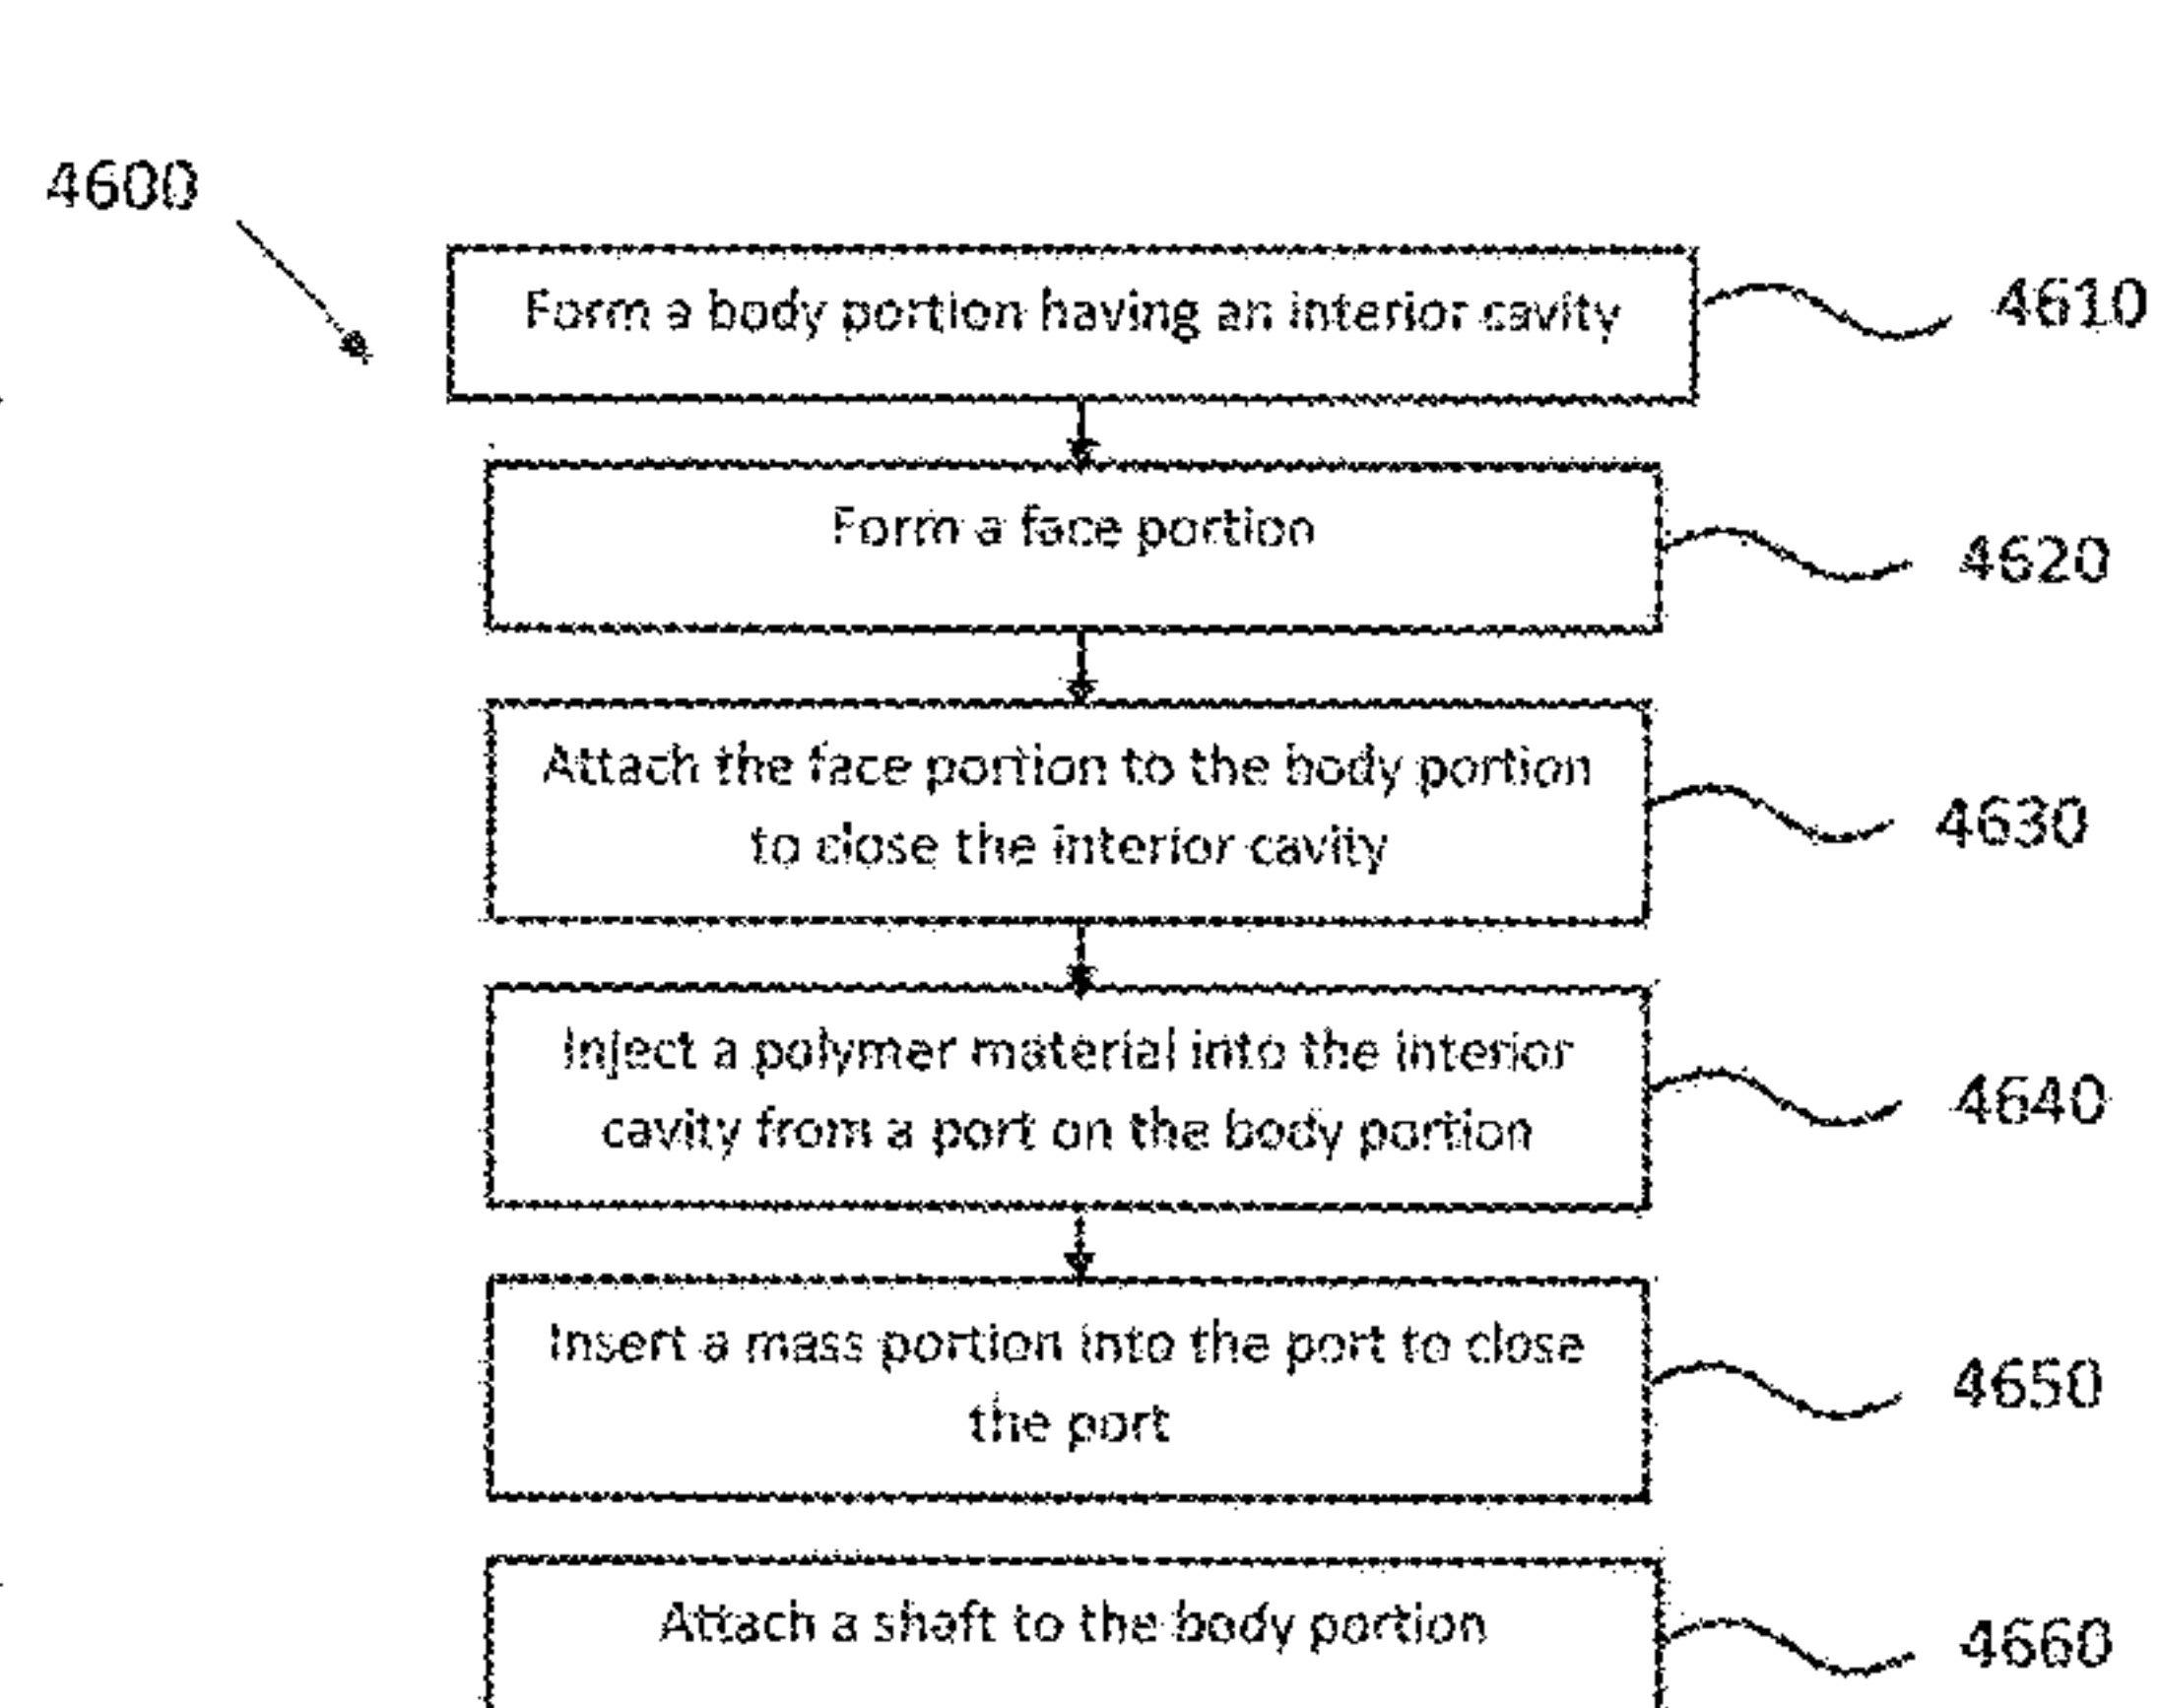 4600
Form a body portion having an interior cavity
4610
Form a face portion
4620
Attach the face portion to the body portion
to close the interior cavity
4630
Inject a polymer material into the interior
cavity from a port on the body portion
4640
Insert a mass portion into the port to close
the port
4650
Attach a shaft to the body portion
4660